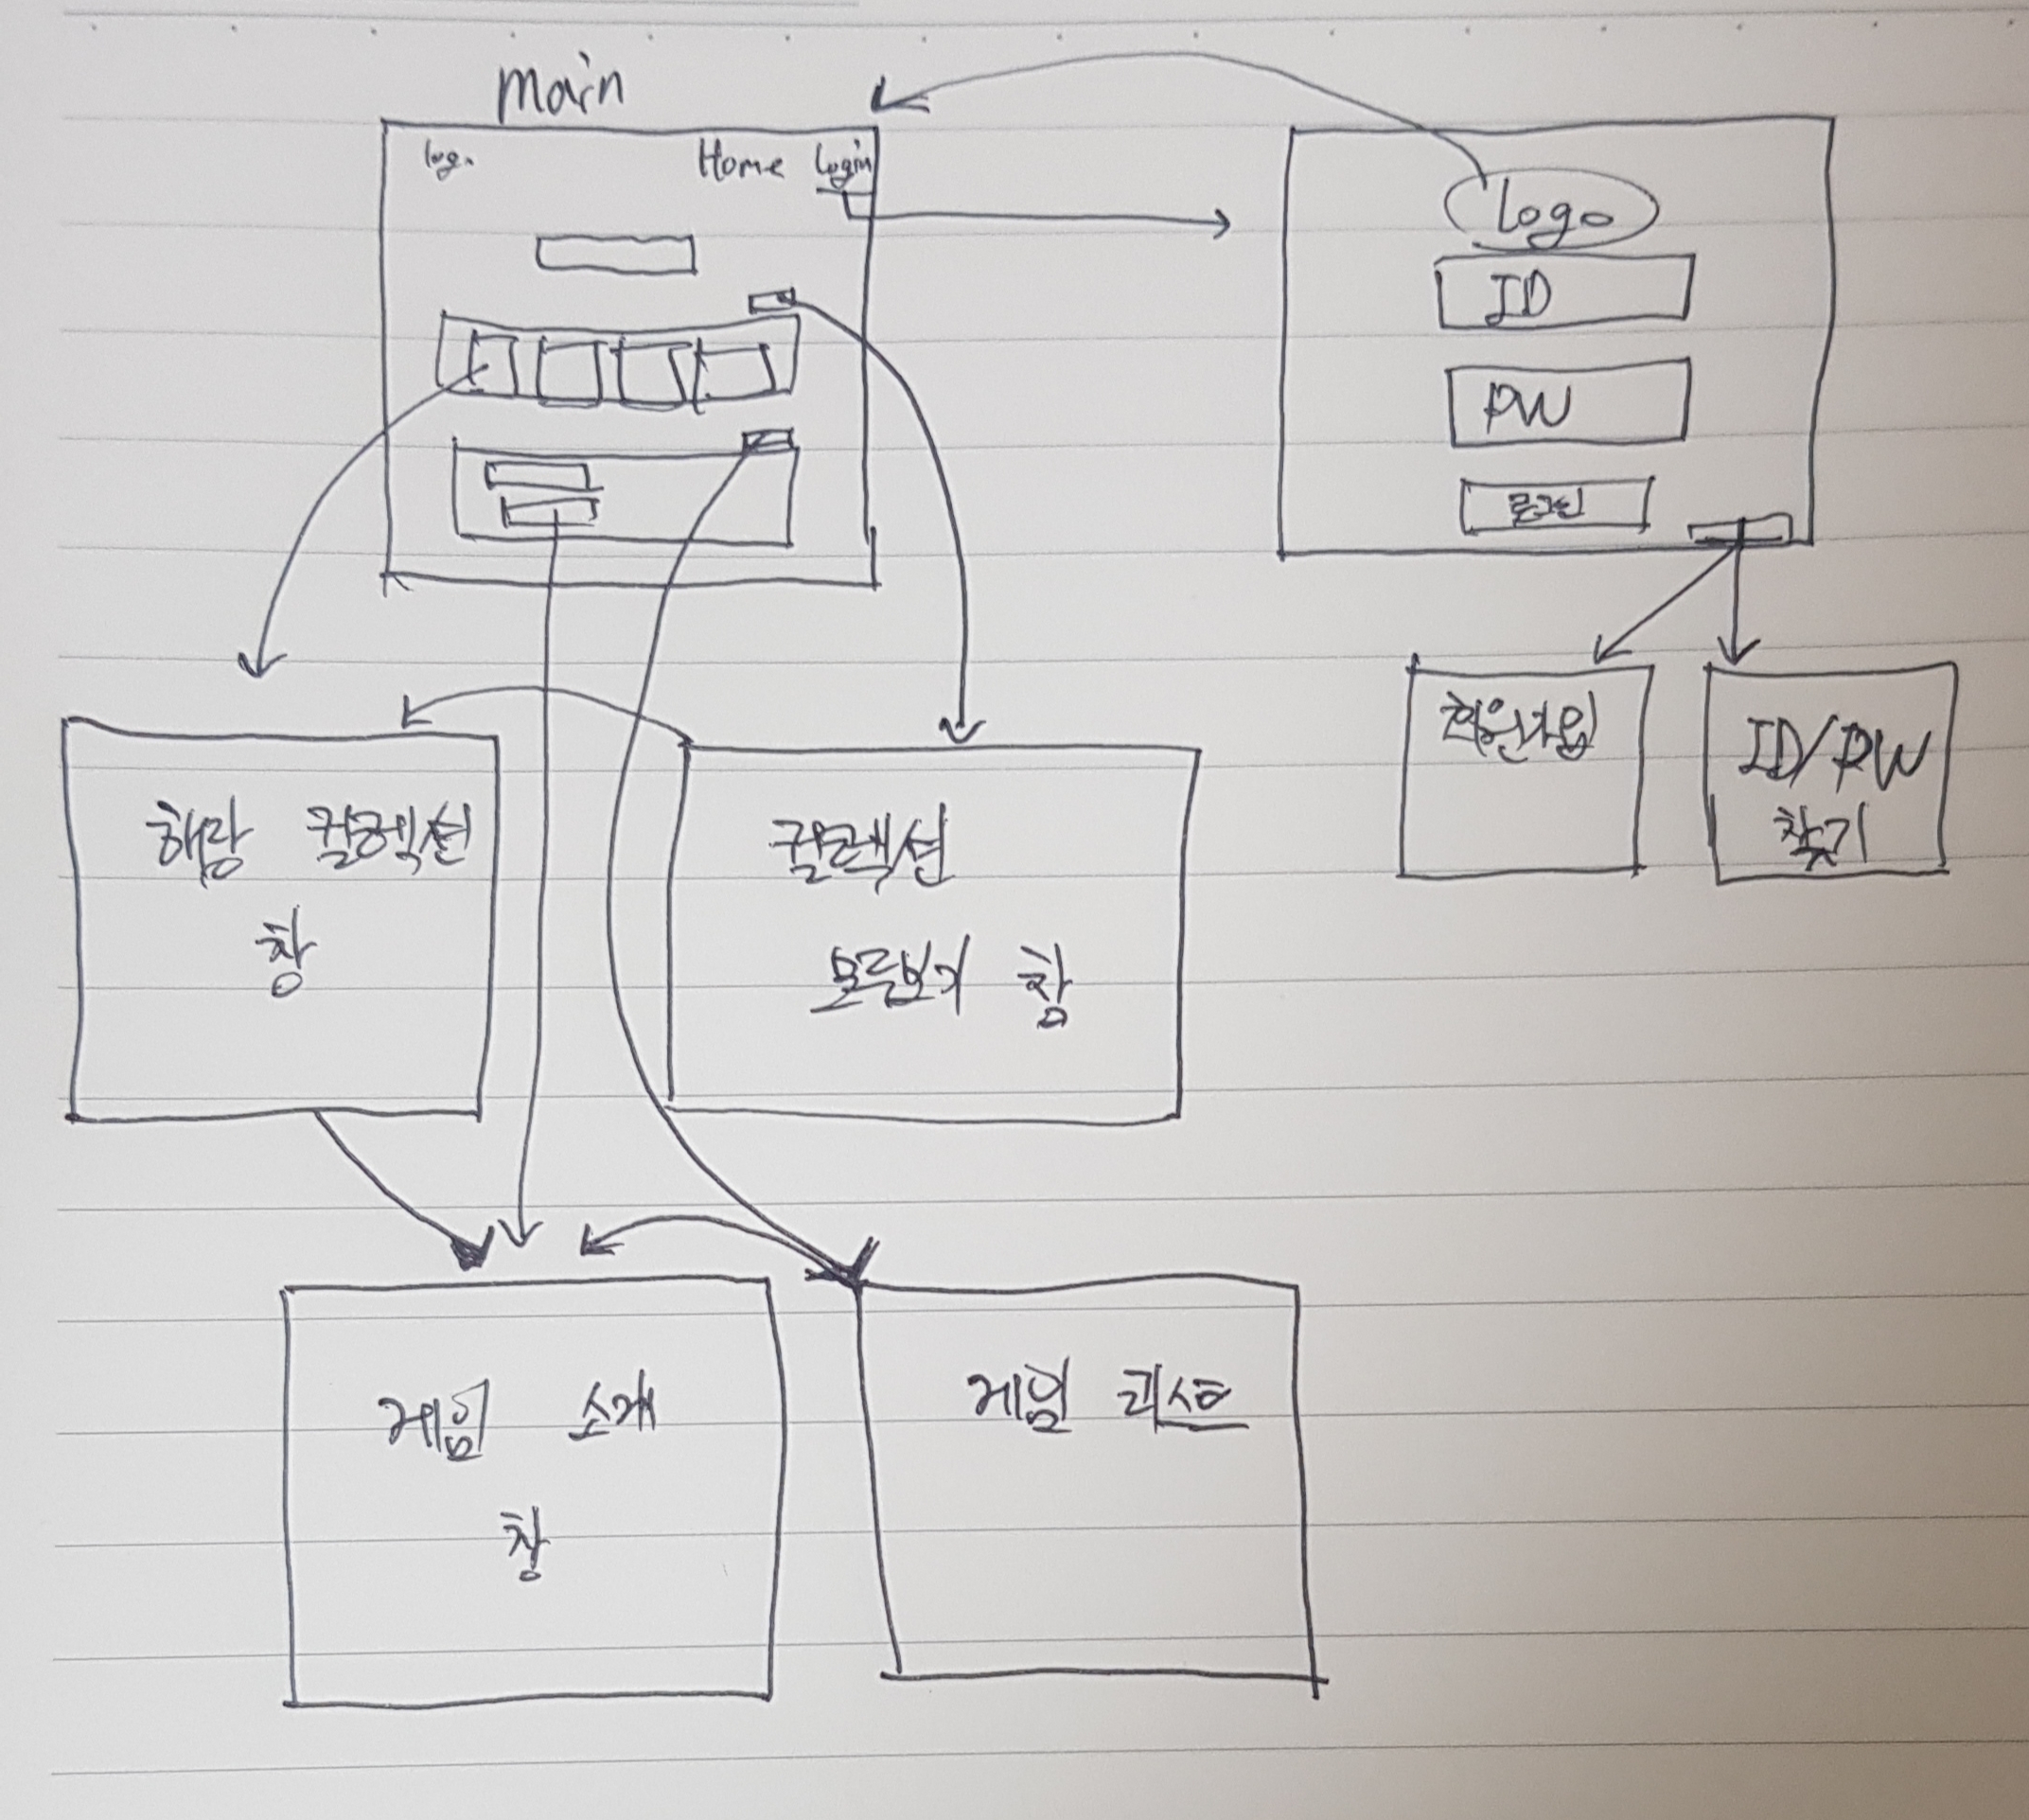 main
logo
Home Login
Logo
ID
PW
로그인
회원가입
ID/PW
찾기
해당 컬렉션
창
컬렉션
모두보기 창
게임 소개
창
게임 리스트